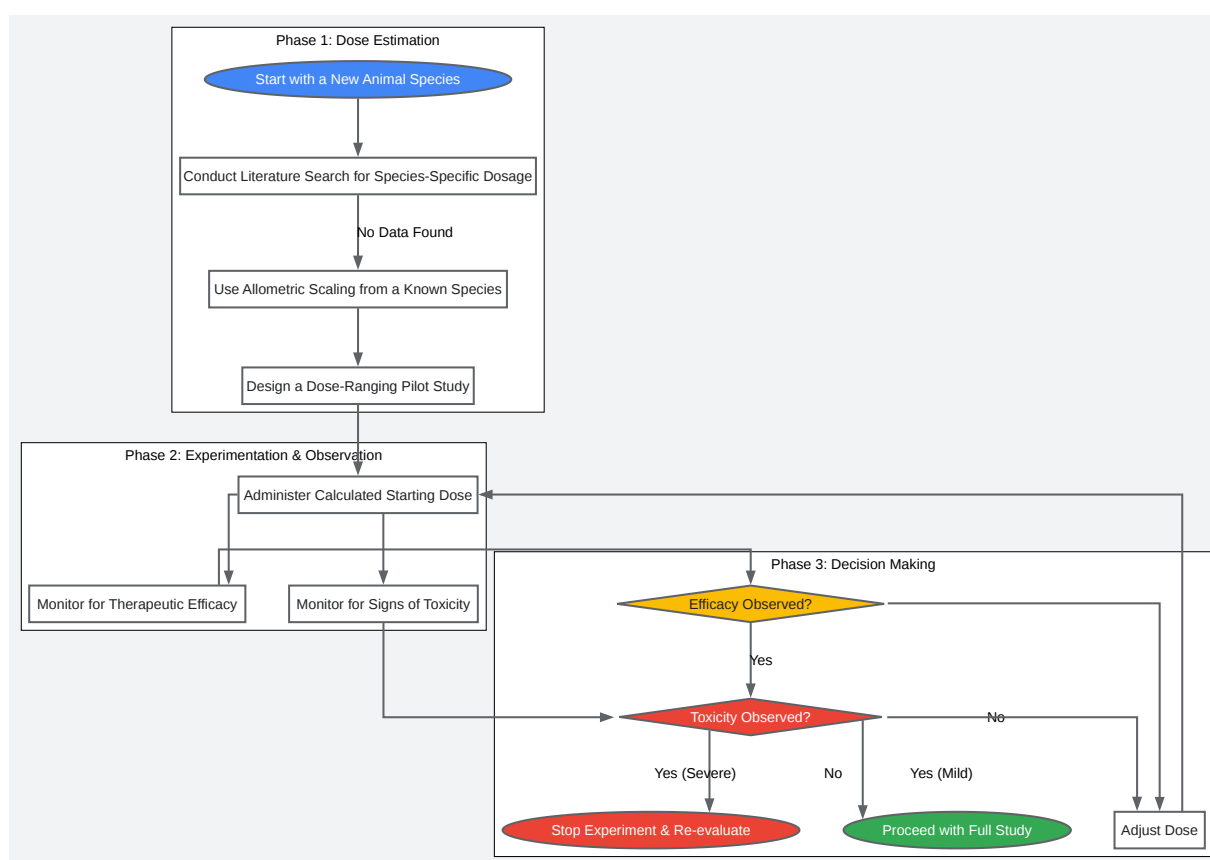 Phase 1: Dose Estimation
Start with a New Animal Species
Conduct Literature Search for Species-Specific Dosage
No Data Found
Use Allometric Scaling from a Known Species
Design a Dose-Ranging Pilot Study
Phase 2: Experimentation & Observation
Administer Calculated Starting Dose
Monitor for Therapeutic Efficacy
Monitor for Signs of Toxicity
Phase 3: Decision Making
Efficacy Observed?
Yes
Toxicity Observed?
No
Yes (Severe)
No
Yes (Mild)
Stop Experiment & Re-evaluate
Proceed with Full Study
Adjust Dose